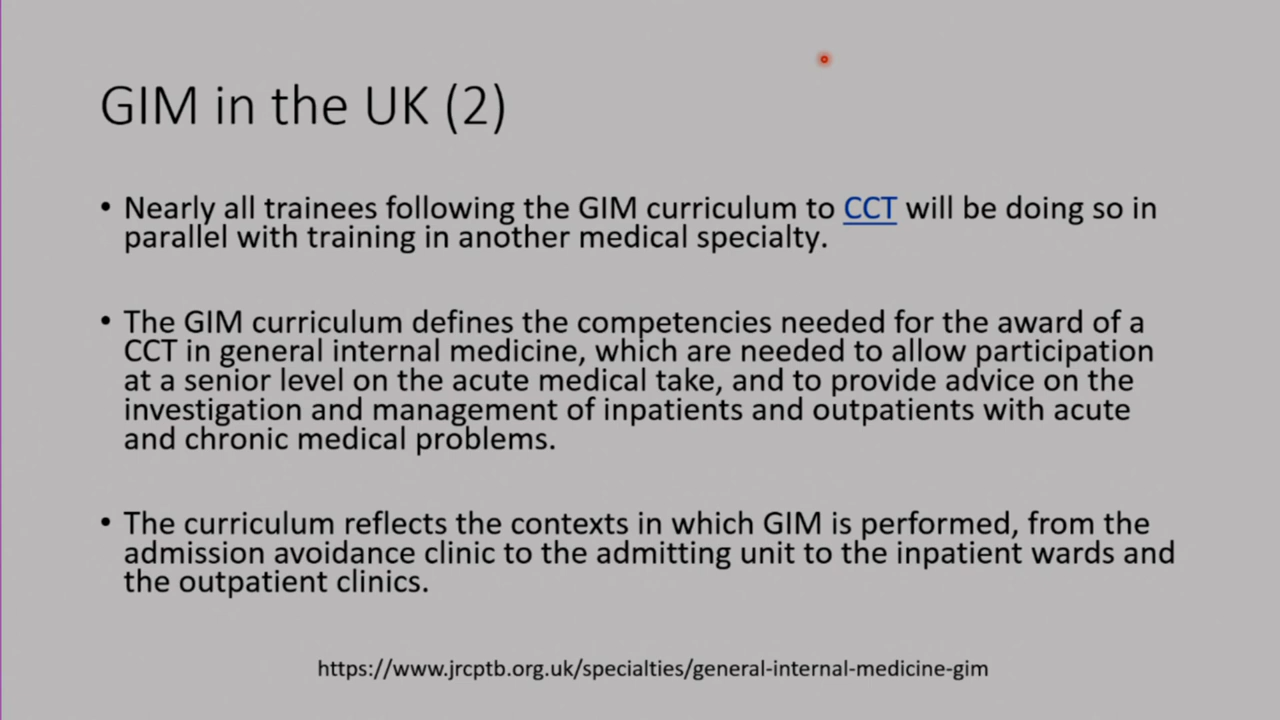 GIM in the UK (2)
• Nearly all trainees following the GIM curriculum to CCT will be doing so in
parallel with training in another medical specialty.
• The GIM curriculum defines the competencies needed for the award of a
CCT in general internal medicine, which are needed to allow participation
at a senior level on the acute medical take, and to provide advice on the
investigation and management of inpatients and outpatients with acute
and chronic medical problems.
• The curriculum reflects the contexts in which GIM is performed, from the
admission avoidance clinic to the admitting unit to the inpatient wards and
the outpatient clinics.
https://www.jrcptb.org.uk/specialties/general-internal-medicine-gim